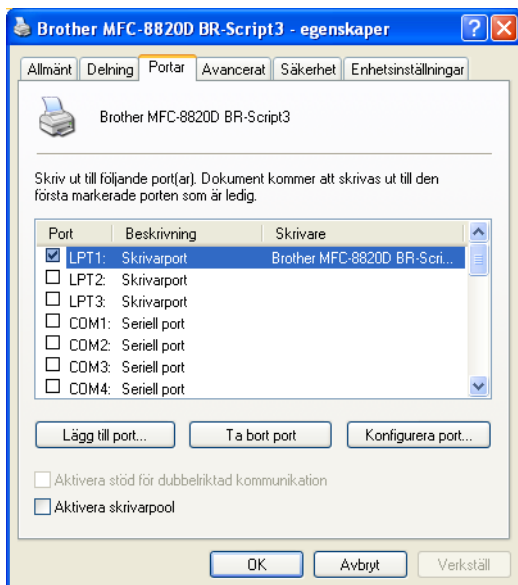 Brother MFC-8820D BR-Script3 - egenskaper
Allmänt Delning Portar Avancerat Säkerhet Enhetsinställningar
Brother MFC-8820D BR-Script3
Skriv ut till följande port(ar). Dokument kommer att skrivas ut till den
första markerade porten som är ledig.
Port Beskrivning Skrivare
LPT1: Skrivarport Brother MFC-8820D BR-Scri...
LPT2: Skrivarport
LPT3: Skrivarport
COM1: Seriell port
COM2: Seriell port
COM3: Seriell port
COM4: Seriell port
Lägg till port... Ta bort port Konfigurera port...
Aktivera stöd för dubbelriktad kommunikation
Aktivera skrivarpool
OK Avbryt Verkställ